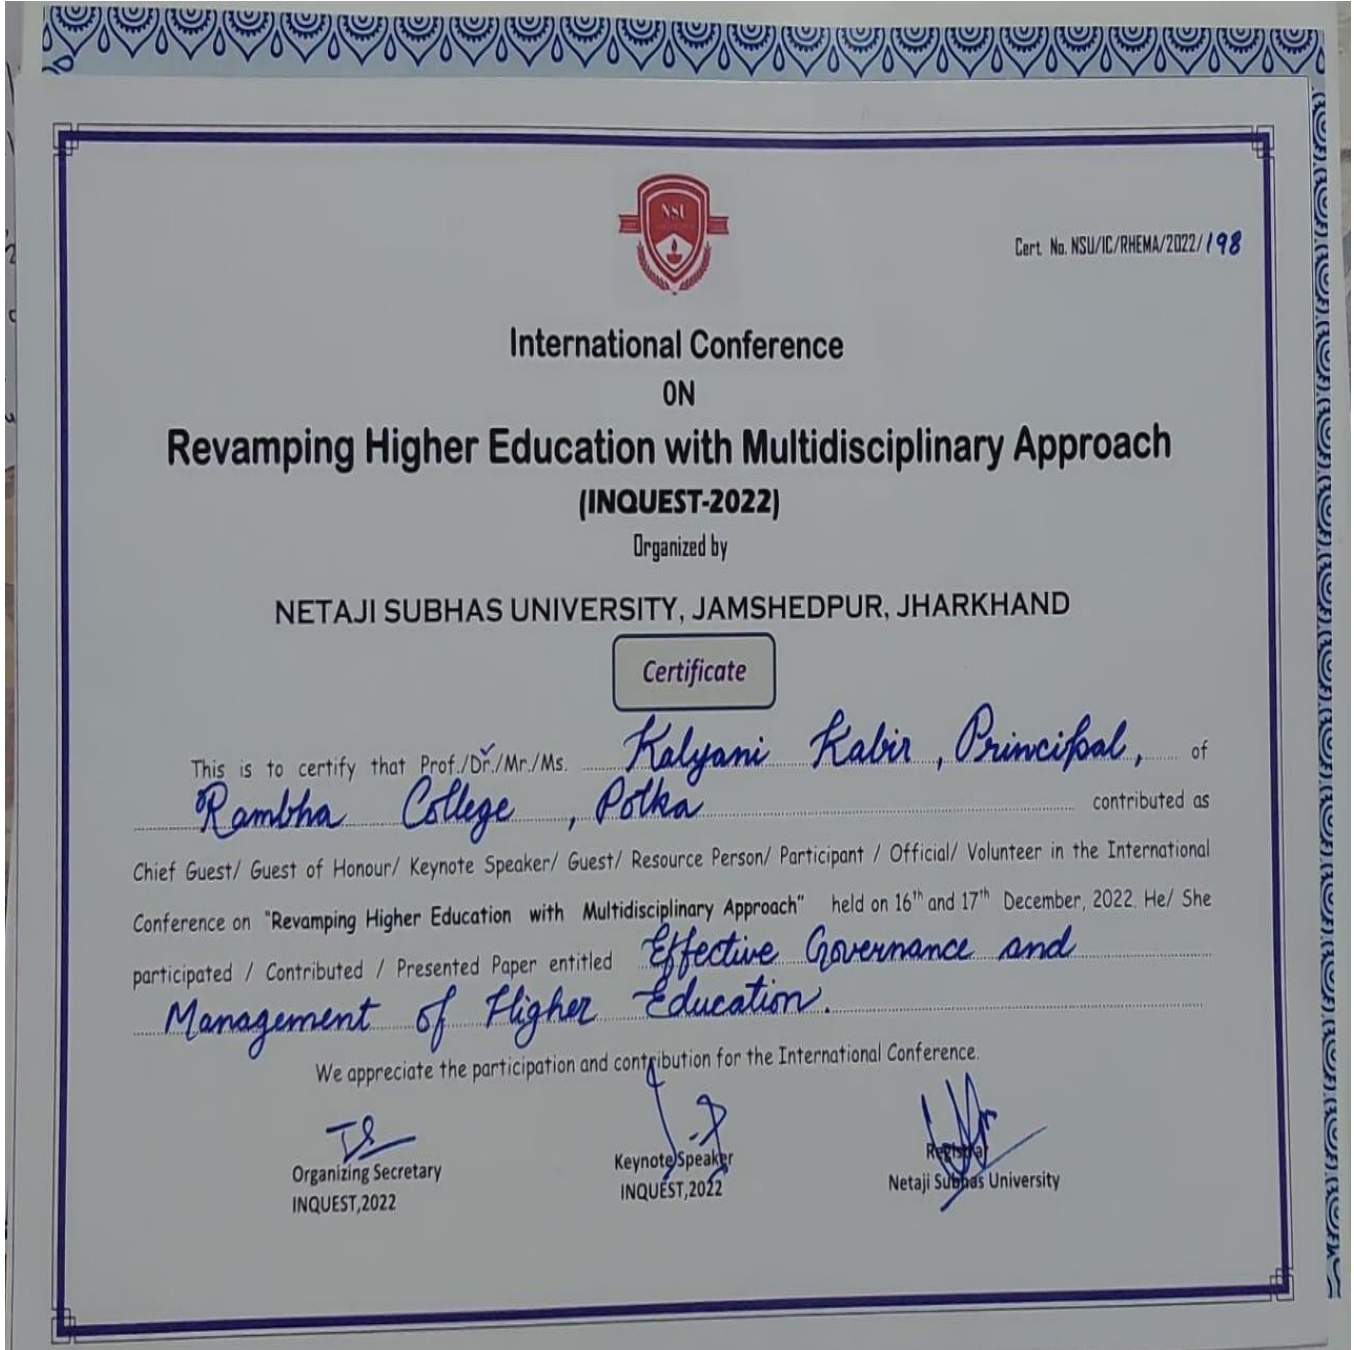 NSU
Cert. No. NSU/IC/RHEMA/2022/198
International Conference
ON
Revamping Higher Education with Multidisciplinary Approach
(INQUEST-2022)
Organized by
NETAJI SUBHAS UNIVERSITY, JAMSHEDPUR, JHARKHAND
Certificate
This is to certify that Prof./Dr./Mr./Ms. Kalyani Kabir, Principal, of
Rambha College, Potka contributed as
Chief Guest/ Guest of Honour/ Keynote Speaker/ Guest/ Resource Person/ Participant / Official/ Volunteer in the International
Conference on "Revamping Higher Education with Multidisciplinary Approach" held on 16th and 17th December, 2022. He/ She
participated / Contributed / Presented Paper entitled Effective Governance and
Management of Higher Education.
We appreciate the participation and contribution for the International Conference.
Organizing Secretary
INQUEST,2022
Keynote Speaker
INQUEST,2022
Registrar
Netaji Subhas University